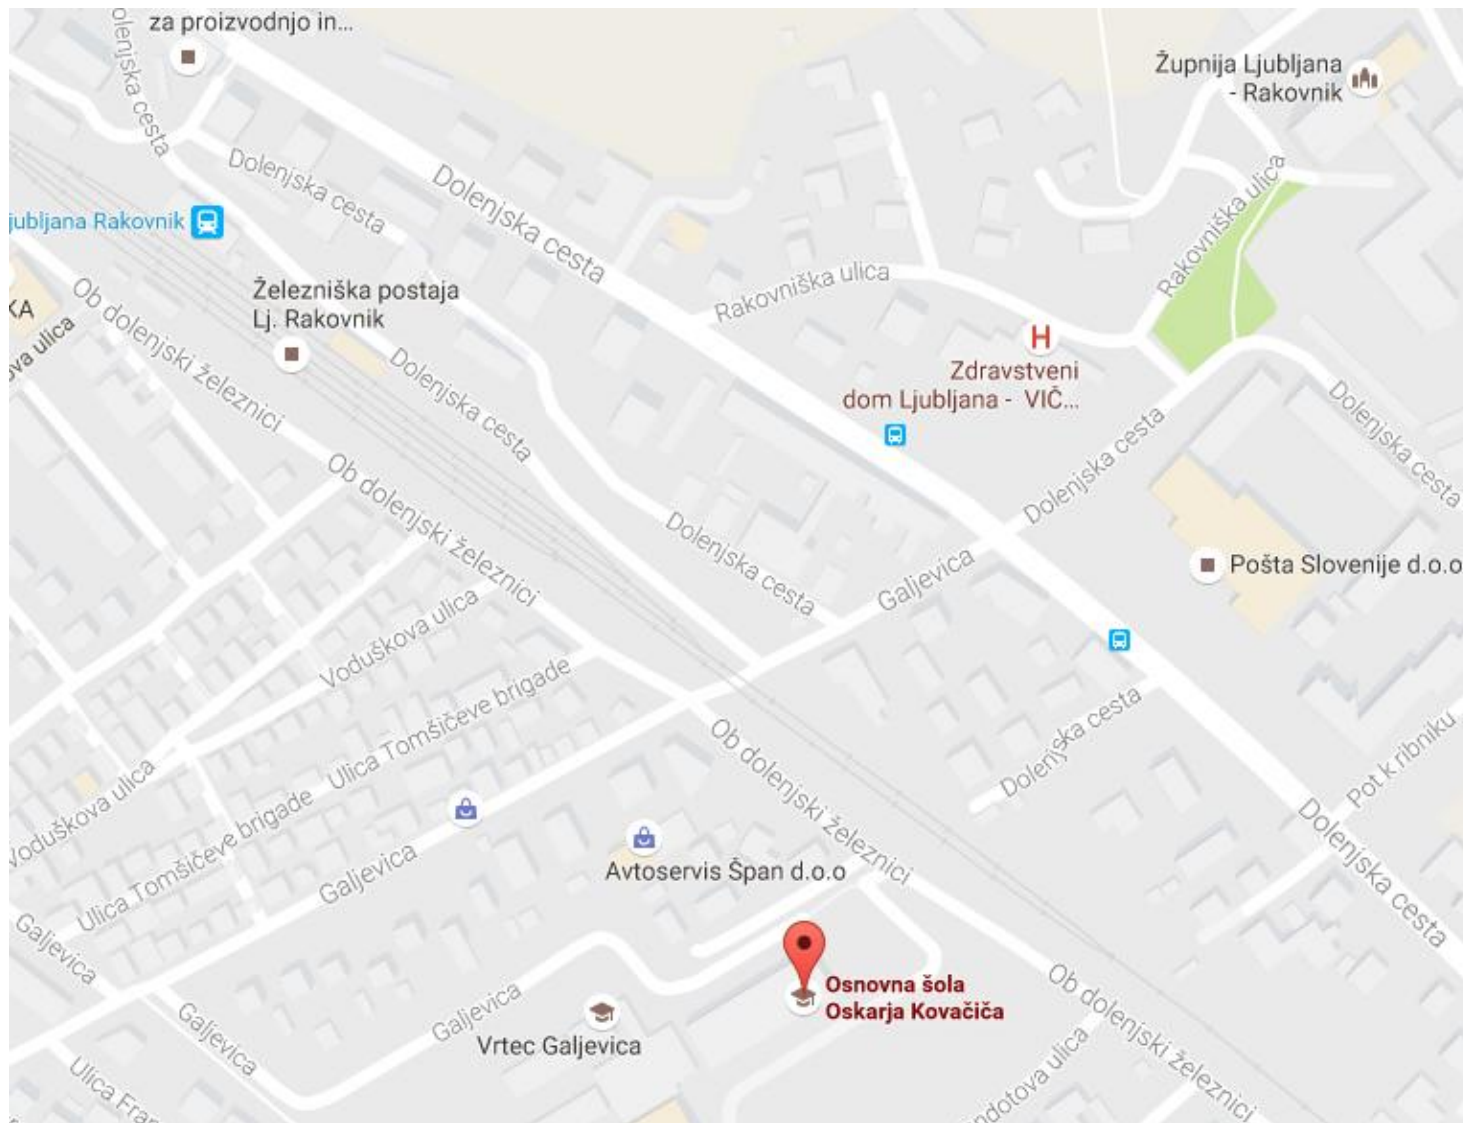 za proizvodnjo in...
olenjska cesta
Župnija Ljubljana
- Rakovnik
Dolenjska cesta
Dolenjska cesta
Rakovniška ulica
jubljana Rakovnik
Železniška postaja
Lj. Rakovnik
Rakovniška ulica
KA
ova ulica
Ob dolenjski železnici
Dolenjska cesta
H
Zdravstveni
dom Ljubljana - VIČ...
Dolenjska cesta
Dolenjska cesta
Ob dolenjski železnici
Dolenjska cesta
Galjevica
Pošta Slovenije d.o.o
Voduškova ulica
Ulica Tomšičeve brigade
Dolenjska cesta
Pot k ribniku
Ob dolenjski železnici
Voduškova ulica
Ulica Tomšičeve brigade
Galjevica
Avtoservis Špan d.o.o
Dolenjska cesta
Galjevica
Osnovna šola
Oskarja Kovačiča
Galjevica
Galjevica
Vrtec Galjevica
Ob dolenjski železnici
Ulica Fran
ndotova ulica